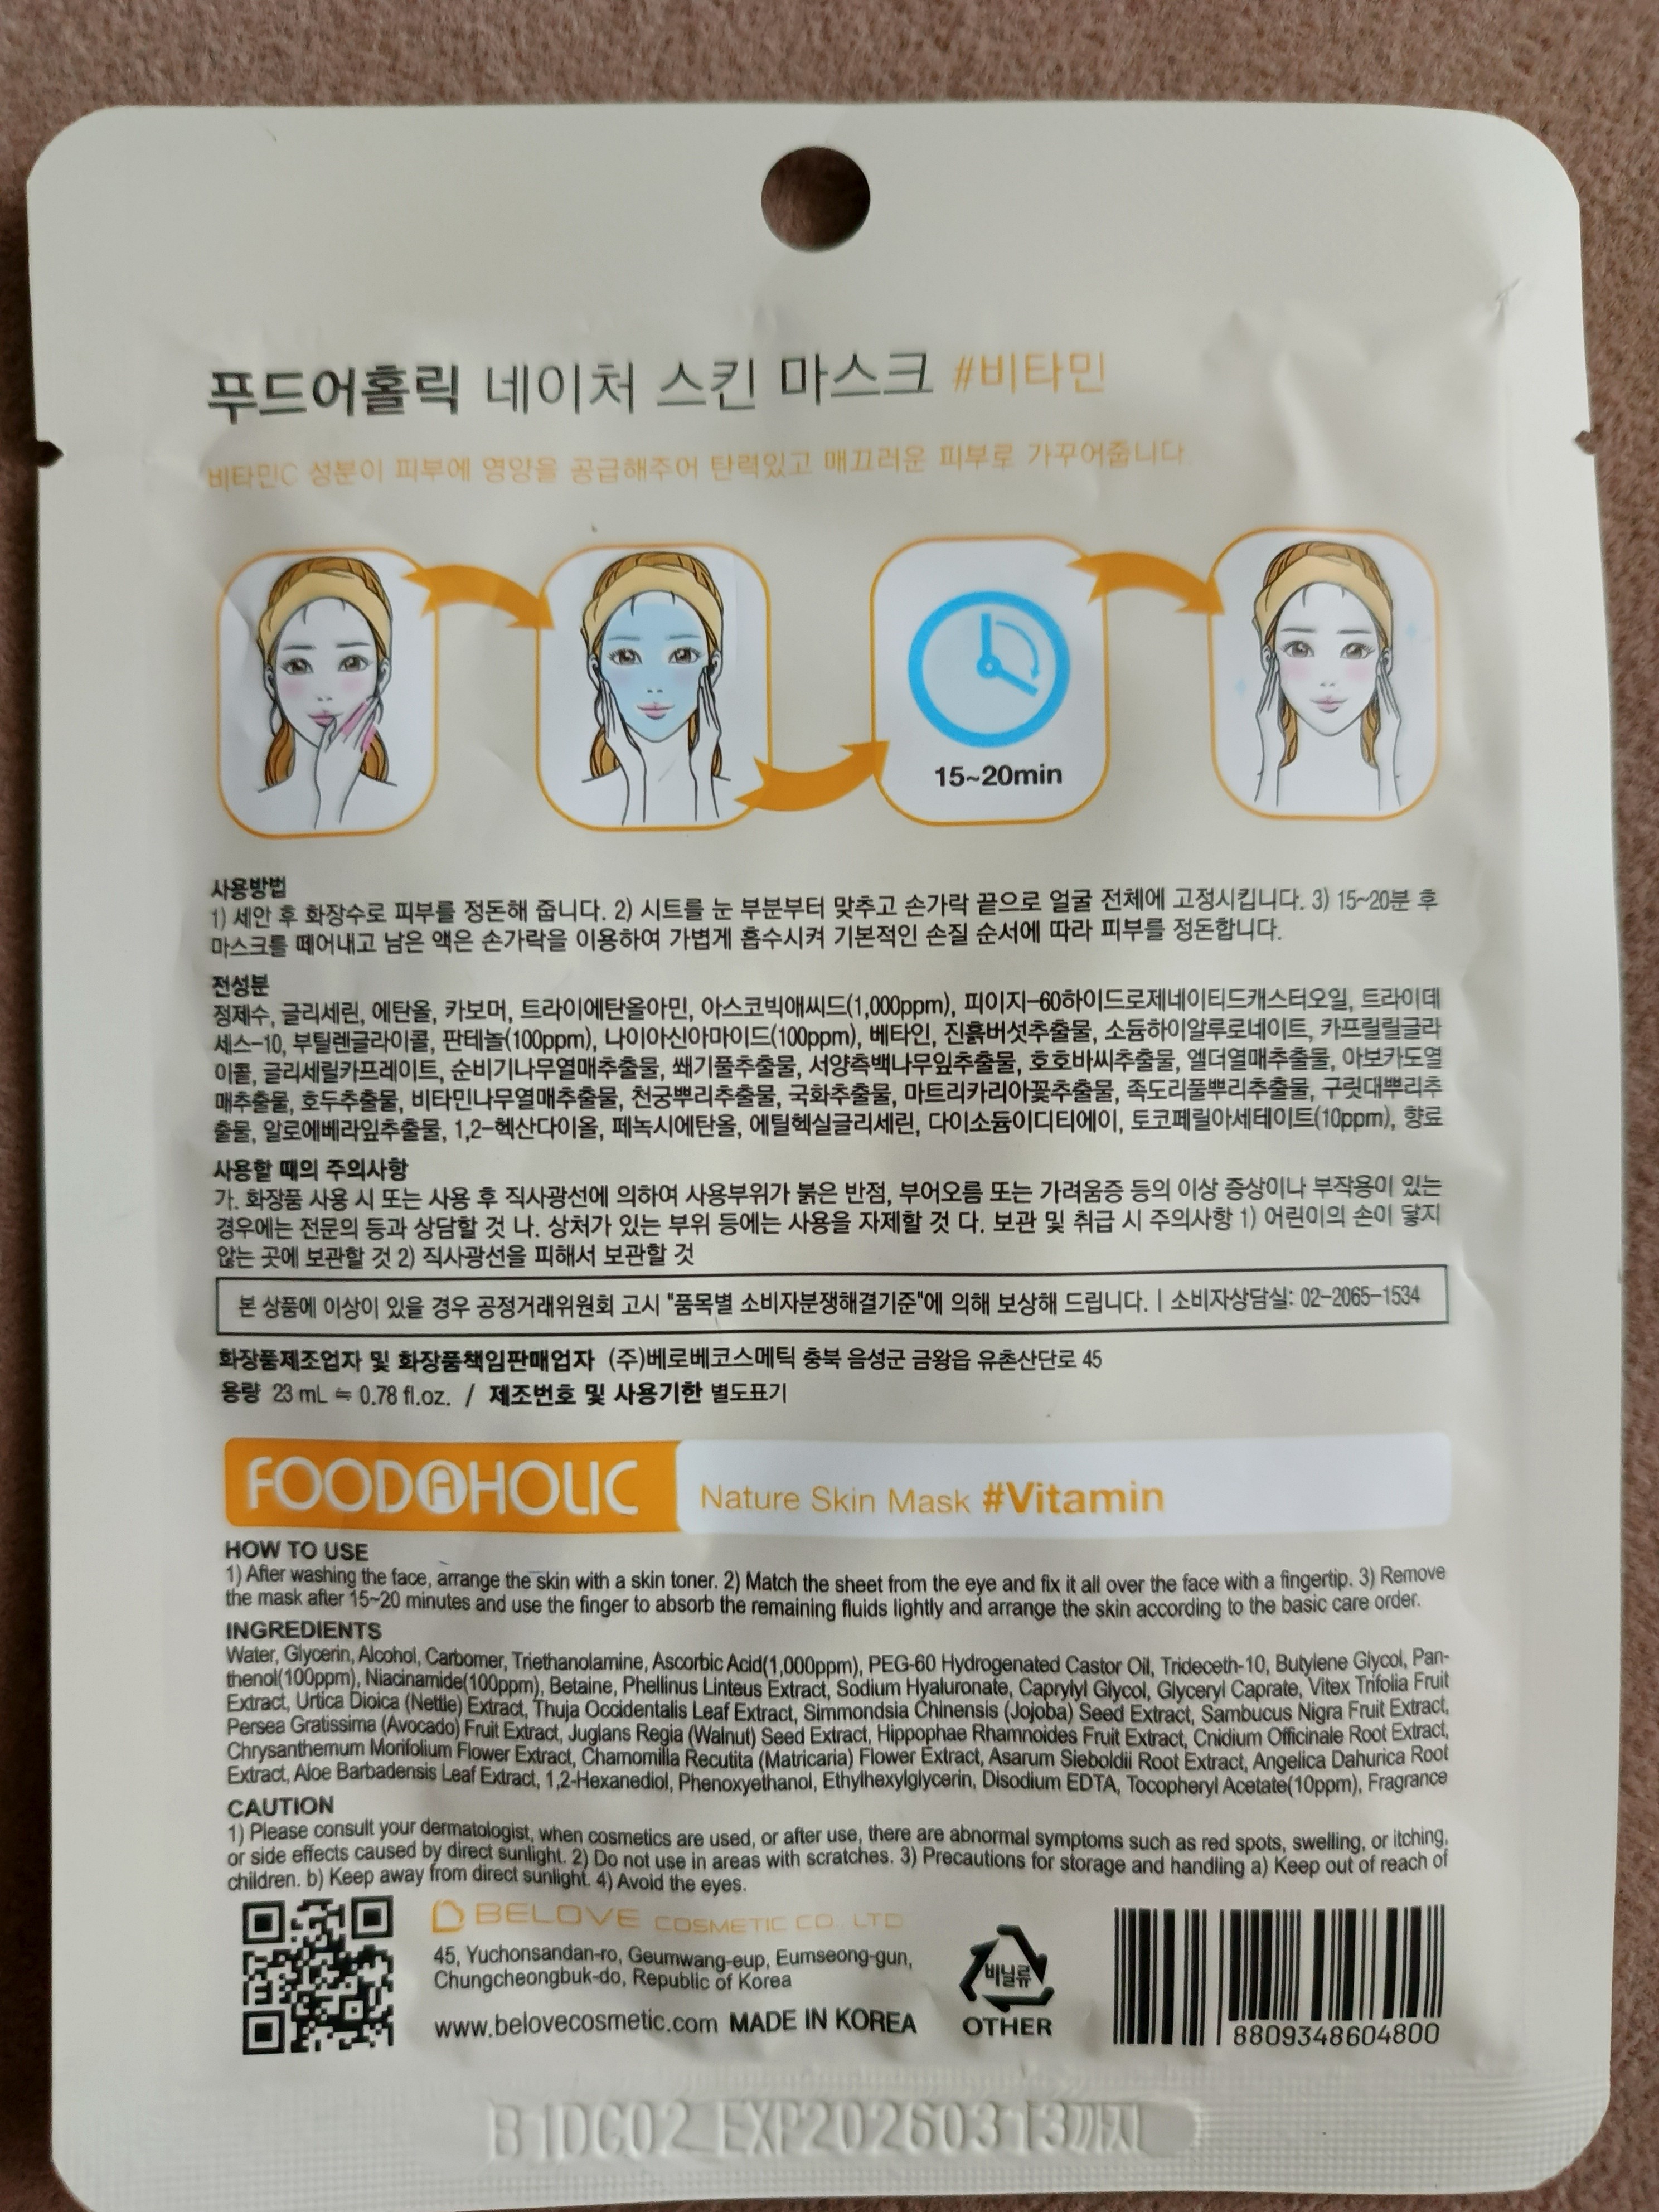 푸드어홀릭 네이처 스킨 마스크 #비타민
비타민C 성분이 피부에 영양을 공급해주어 탄력있고 매끄러운 피부로 가꾸어줍니다.
15~20min
사용방법
1) 세안 후 화장수로 피부를 정돈해 줍니다. 2) 시트를 눈 부분부터 맞추고 손가락 끝으로 얼굴 전체에 고정시킵니다. 3) 15~20분 후
마스크를 떼어내고 남은 액은 손가락을 이용하여 가볍게 흡수시켜 기본적인 손질 순서에 따라 피부를 정돈합니다.
전성분
정제수, 글리세린, 에탄올, 카보머, 트라이에탄올아민, 아스코빅애씨드(1,000ppm), 피이지-60하이드로제네이티드캐스터오일, 트라이데
세스-10, 부틸렌글라이콜, 판테놀(100ppm), 나이아신아마이드(100ppm), 베타인, 진흙버섯추출물, 소듐하이알루로네이트, 카프릴릴글라
이콜, 글리세릴카프레이트, 순비기나무열매추출물, 쐐기풀추출물, 서양측백나무잎추출물, 호호바씨추출물, 엘더열매추출물, 아보카도열
매추출물, 호두추출물, 비타민나무열매추출물, 천궁뿌리추출물, 국화추출물, 마트리카리아꽃추출물, 족도리풀뿌리추출물, 구릿대뿌리추
출물, 알로에베라잎추출물, 1,2-헥산다이올, 페녹시에탄올, 에틸헥실글리세린, 다이소듐이디티에이, 토코페릴아세테이트(10ppm), 향료
사용할 때의 주의사항
가. 화장품 사용 시 또는 사용 후 직사광선에 의하여 사용부위가 붉은 반점, 부어오름 또는 가려움증 등의 이상 증상이나 부작용이 있는
경우에는 전문의 등과 상담할 것 나. 상처가 있는 부위 등에는 사용을 자제할 것 다. 보관 및 취급 시 주의사항 1) 어린이의 손이 닿지
않는 곳에 보관할 것 2) 직사광선을 피해서 보관할 것
본 상품에 이상이 있을 경우 공정거래위원회 고시 "품목별 소비자분쟁해결기준"에 의해 보상해 드립니다. | 소비자상담실: 02-2065-1534
화장품제조업자 및 화장품책임판매업자 (주)베로베코스메틱 충북 음성군 금왕읍 유촌산단로 45
용량 23 mL ≒ 0.78 fl.oz. / 제조번호 및 사용기한 별도표기
FOODAHOLIC Nature Skin Mask #Vitamin
HOW TO USE
1) After washing the face, arrange the skin with a skin toner. 2) Match the sheet from the eye and fix it all over the face with a fingertip. 3) Remove
the mask after 15~20 minutes and use the finger to absorb the remaining fluids lightly and arrange the skin according to the basic care order.
INGREDIENTS
Water, Glycerin, Alcohol, Carbomer, Triethanolamine, Ascorbic Acid(1,000ppm), PEG-60 Hydrogenated Castor Oil, Trideceth-10, Butylene Glycol, Pan-
thenol(100ppm), Niacinamide(100ppm), Betaine, Phellinus Linteus Extract, Sodium Hyaluronate, Caprylyl Glycol, Glyceryl Caprate, Vitex Trifolia Fruit
Extract, Urtica Dioica (Nettle) Extract, Thuja Occidentalis Leaf Extract, Simmondsia Chinensis (Jojoba) Seed Extract, Sambucus Nigra Fruit Extract,
Persea Gratissima (Avocado) Fruit Extract, Juglans Regia (Walnut) Seed Extract, Hippophae Rhamnoides Fruit Extract, Cnidium Officinale Root Extract,
Chrysanthemum Morifolium Flower Extract, Chamomilla Recutita (Matricaria) Flower Extract, Asarum Sieboldii Root Extract, Angelica Dahurica Root
Extract, Aloe Barbadensis Leaf Extract, 1,2-Hexanediol, Phenoxyethanol, Ethylhexylglycerin, Disodium EDTA, Tocopheryl Acetate(10ppm), Fragrance
CAUTION
1) Please consult your dermatologist, when cosmetics are used, or after use, there are abnormal symptoms such as red spots, swelling, or itching,
or side effects caused by direct sunlight. 2) Do not use in areas with scratches. 3) Precautions for storage and handling a) Keep out of reach of
children. b) Keep away from direct sunlight. 4) Avoid the eyes.
BELOVE COSMETIC CO., LTD
45, Yuchonsandan-ro, Geumwang-eup, Eumseong-gun,
Chungcheongbuk-do, Republic of Korea
www.belovecosmetic.com MADE IN KOREA
비닐류
OTHER
8809348604800
B1DC02 EXP20260313까지